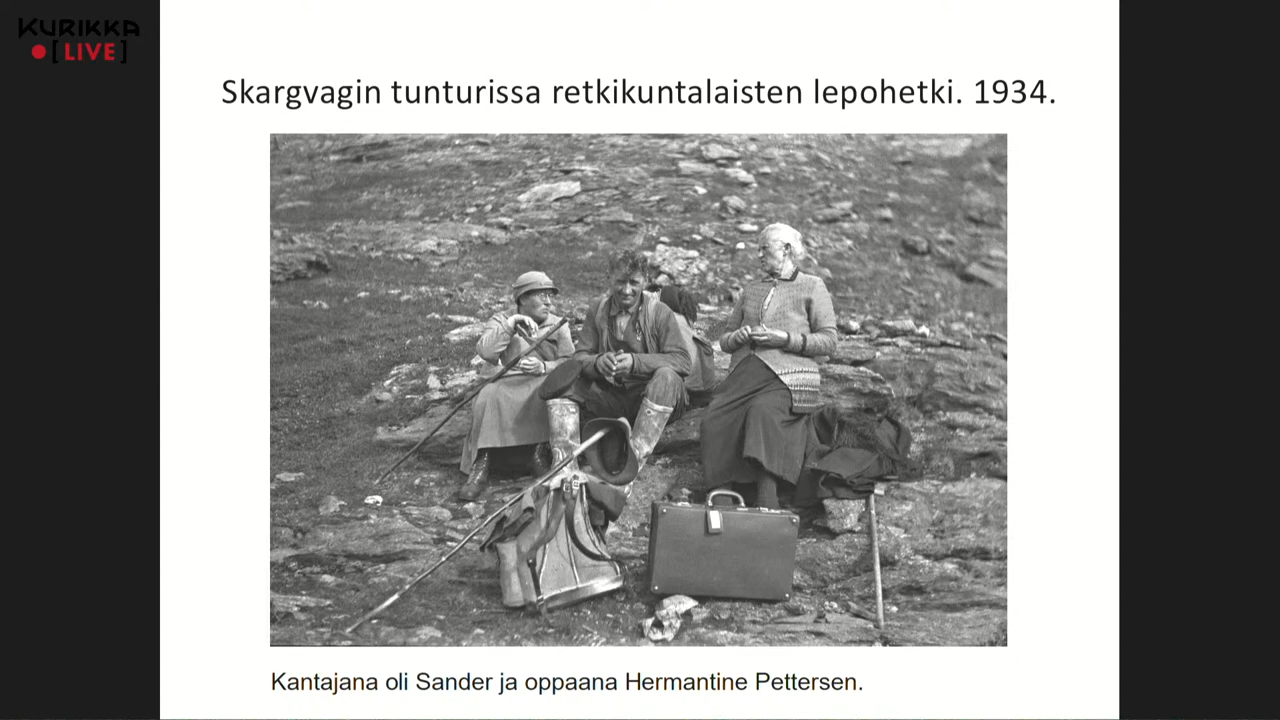 KURIKKA
[LIVE]
Skargvagin tunturissa retkikuntalaisten lepohetki. 1934.
Kantajana oli Sander ja oppaana Hermantine Pettersen.